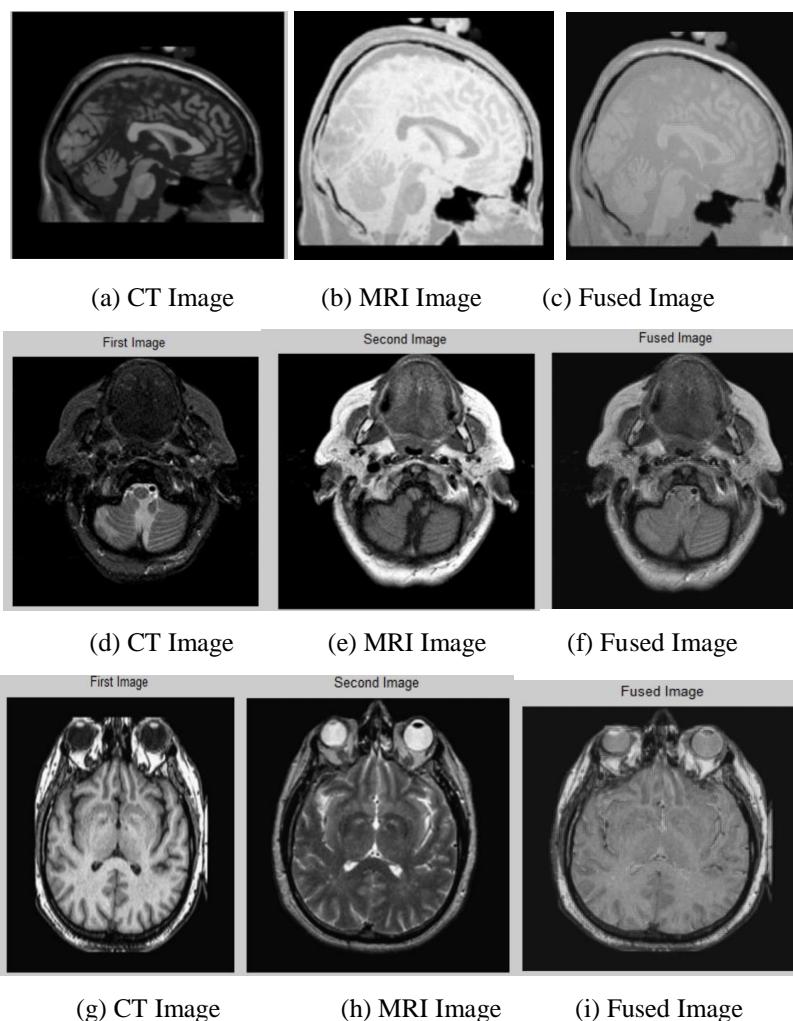 (a) CT Image (b) MRI Image (c) Fused Image
First Image Second Image Fused Image
(d) CT Image (e) MRI Image (f) Fused Image
First Image Second Image Fused Image
(g) CT Image (h) MRI Image (i) Fused Image